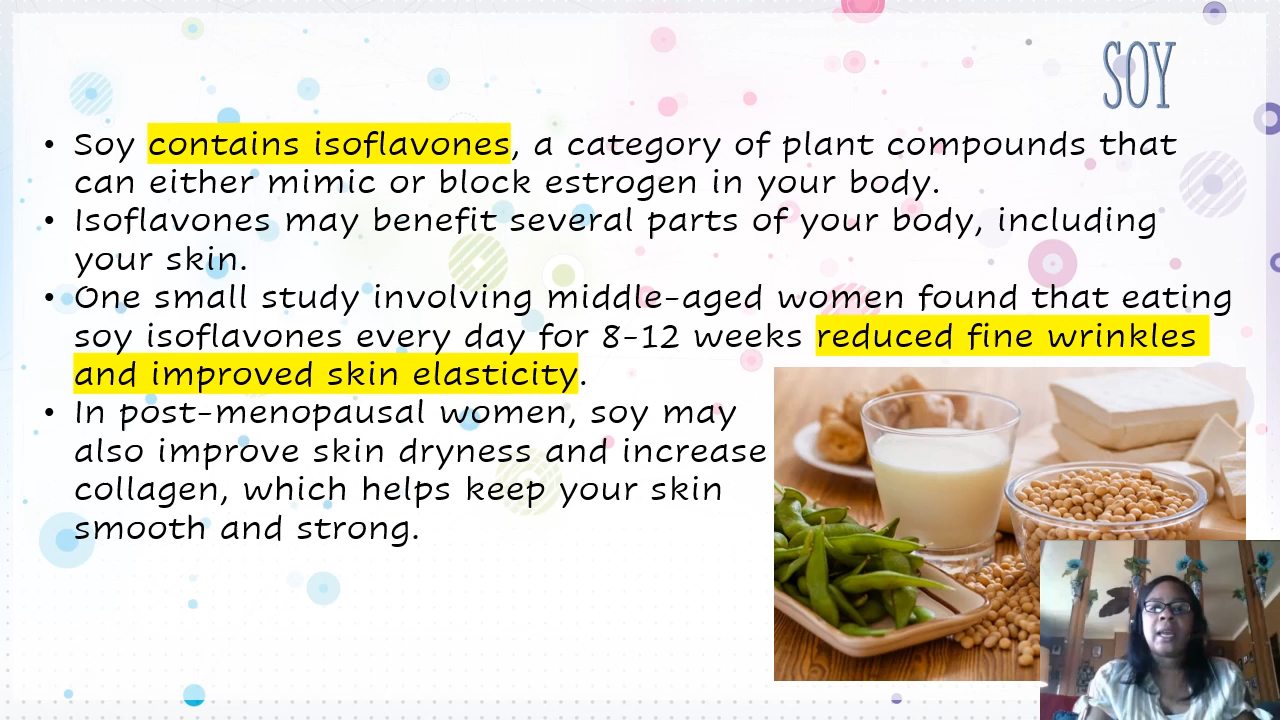 SOY
• Soy contains isoflavones, a category of plant compounds that
can either mimic or block estrogen in your body.
• Isoflavones may benefit several parts of your body, including
your skin.
• One small study involving middle-aged women found that eating
soy isoflavones every day for 8-12 weeks reduced fine wrinkles
and improved skin elasticity.
• In post-menopausal women, soy may
also improve skin dryness and increase
collagen, which helps keep your skin
smooth and strong.